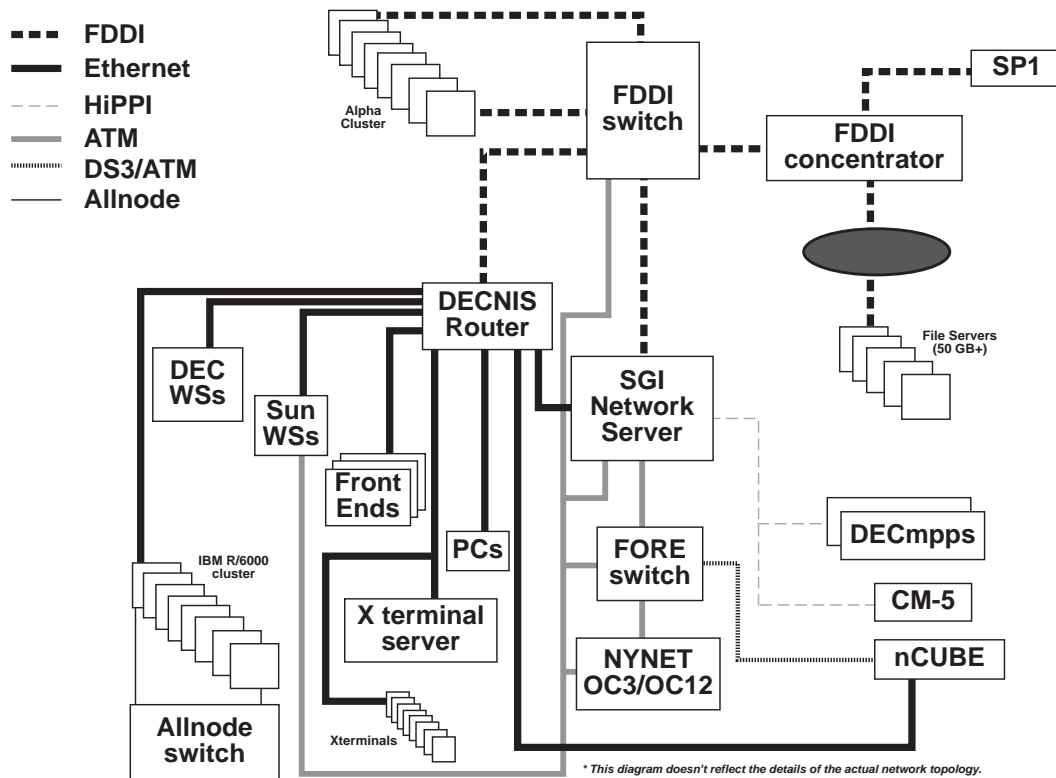 FDDI
Ethernet
HiPPI
ATM
DS3/ATM
Allnode
Alpha
Cluster
FDDI
switch
SP1
FDDI
concentrator
DECNIS
Router
File Servers
(50 GB+)
DEC
WSs
Sun
WSs
SGI
Network
Server
Front
Ends
PCs
FORE
switch
DECmpps
IBM R/6000
cluster
CM-5
X terminal
server
NYNET
OC3/OC12
nCUBE
Allnode
switch
Xterminals
* This diagram doesn't reflect the details of the actual network topology.